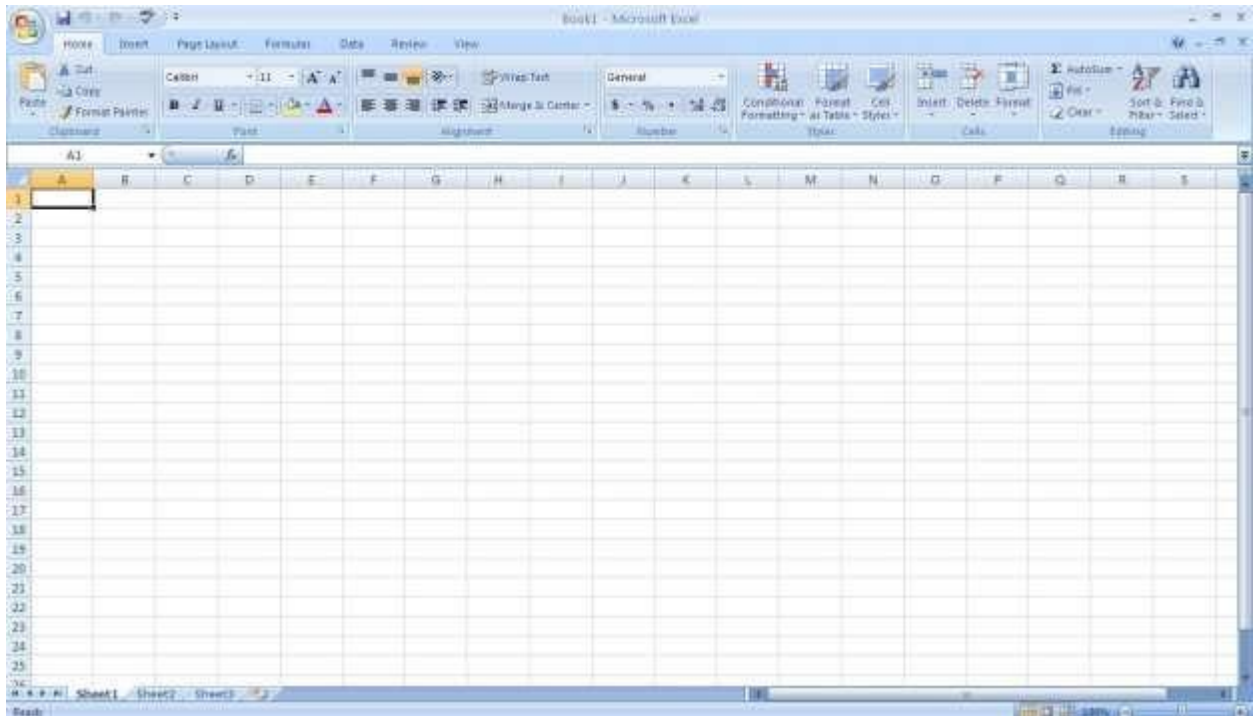 Book1 - Microsoft Excel
Home Insert Page Layout Formulas Data Review View
Cut
Copy
Format Painter
Paste
Clipboard
Calibri 11 A A
B I U A
Font
Wrap Text
Merge & Center
Alignment
General
$ %
Number
Conditional Formatting
Format as Table
Cell Styles
Styles
Insert Delete Format
Cells
Σ AutoSum
Fill
Clear
Sort & Filter
Find & Select
Editing
A1 fx
A B C D E F G H I J K L M N O P Q R S
1
2
3
4
5
6
7
8
9
10
11
12
13
14
15
16
17
18
19
20
21
22
23
24
25
26
Sheet1 Sheet2 Sheet3
Ready 100%